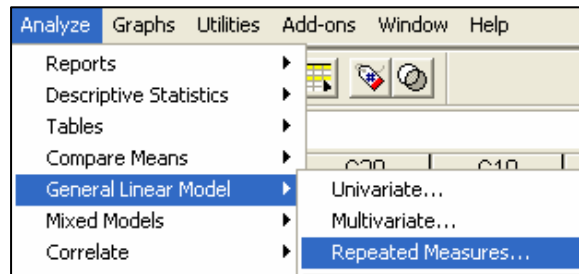 Analyze Graphs Utilities Add-ons Window Help
Reports
Descriptive Statistics
Tables
Compare Means
General Linear Model
Univariate...
Mixed Models
Multivariate...
Correlate
Repeated Measures...